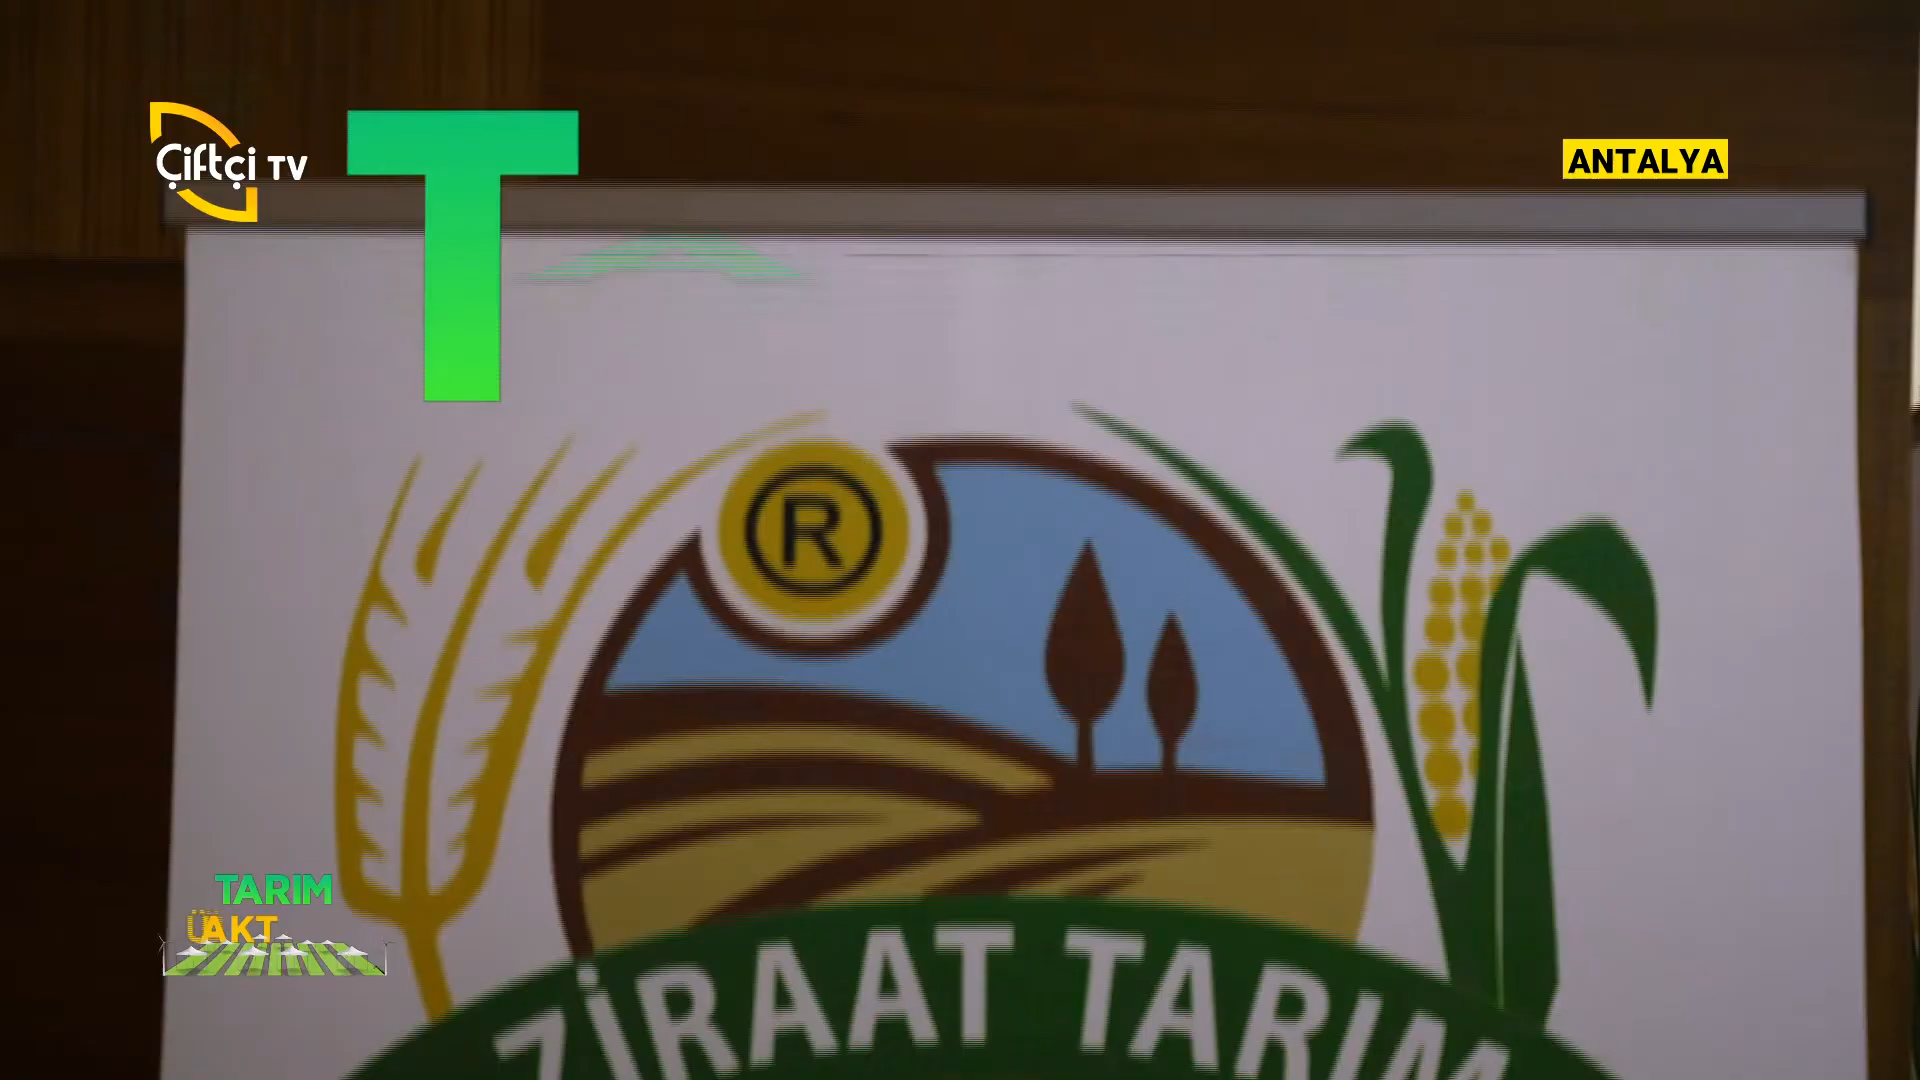 Çiftçi TV
T
ANTALYA
®
TARIM
ZİRAAT TARIM